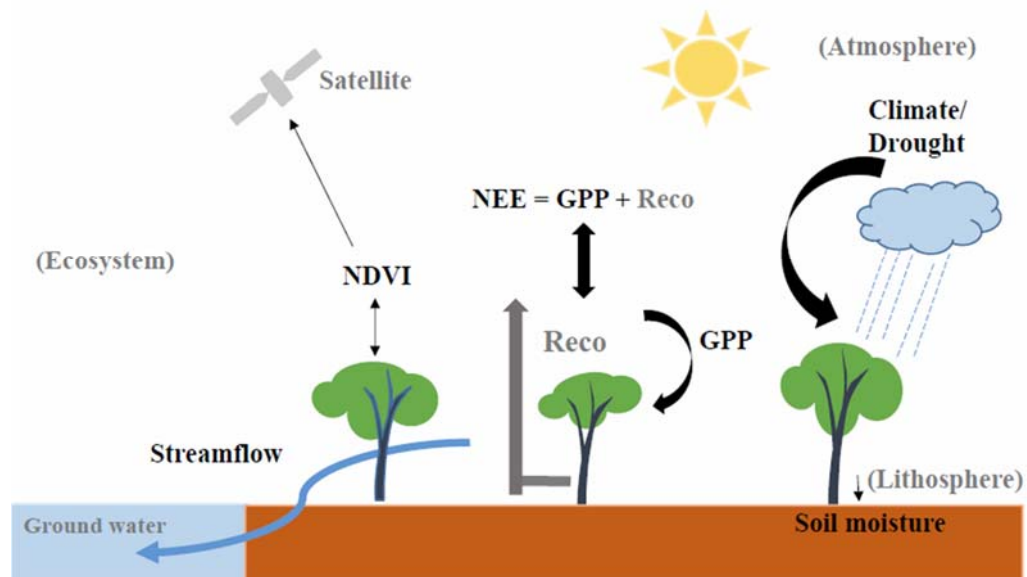 (Atmosphere)
Satellite
Climate/
Drought
NEE = GPP + Reco
(Ecosystem)
NDVI
Reco
GPP
Streamflow
(Lithosphere)
Ground water
Soil moisture